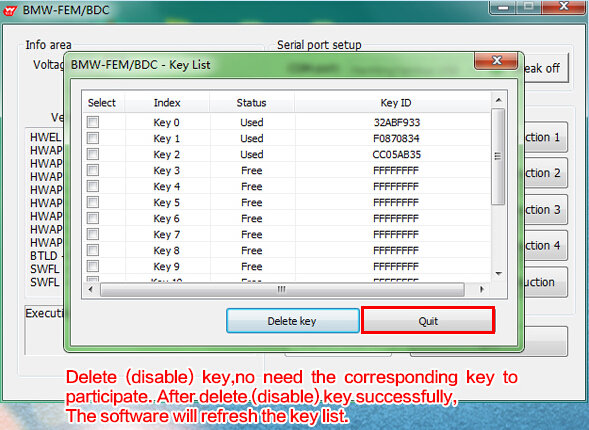 BMW-FEM/BDC
Info area
Serial port setup
Voltag
eak off
BMW-FEM/BDC - Key List
Select Index Status Key ID
Key 0 Used 32ABF933
Key 1 Used F0870834
Key 2 Used CC05AB35
Key 3 Free FFFFFFFF
Key 4 Free FFFFFFFF
Key 5 Free FFFFFFFF
Key 6 Free FFFFFFFF
Key 7 Free FFFFFFFF
Key 8 Free FFFFFFFF
Key 9 Free FFFFFFFF
Delete key
Quit
Ve
HWEL
HWAP
HWAP
HWAP
HWAP
HWAP
HWAP
BTLD -
SWFL
SWFL
ction 1
ction 2
ction 3
ction 4
uction
Executi
Delete (disable) key,no need the corresponding key to
participate. After delete (disable) key successfully,
The software will refresh the key list.